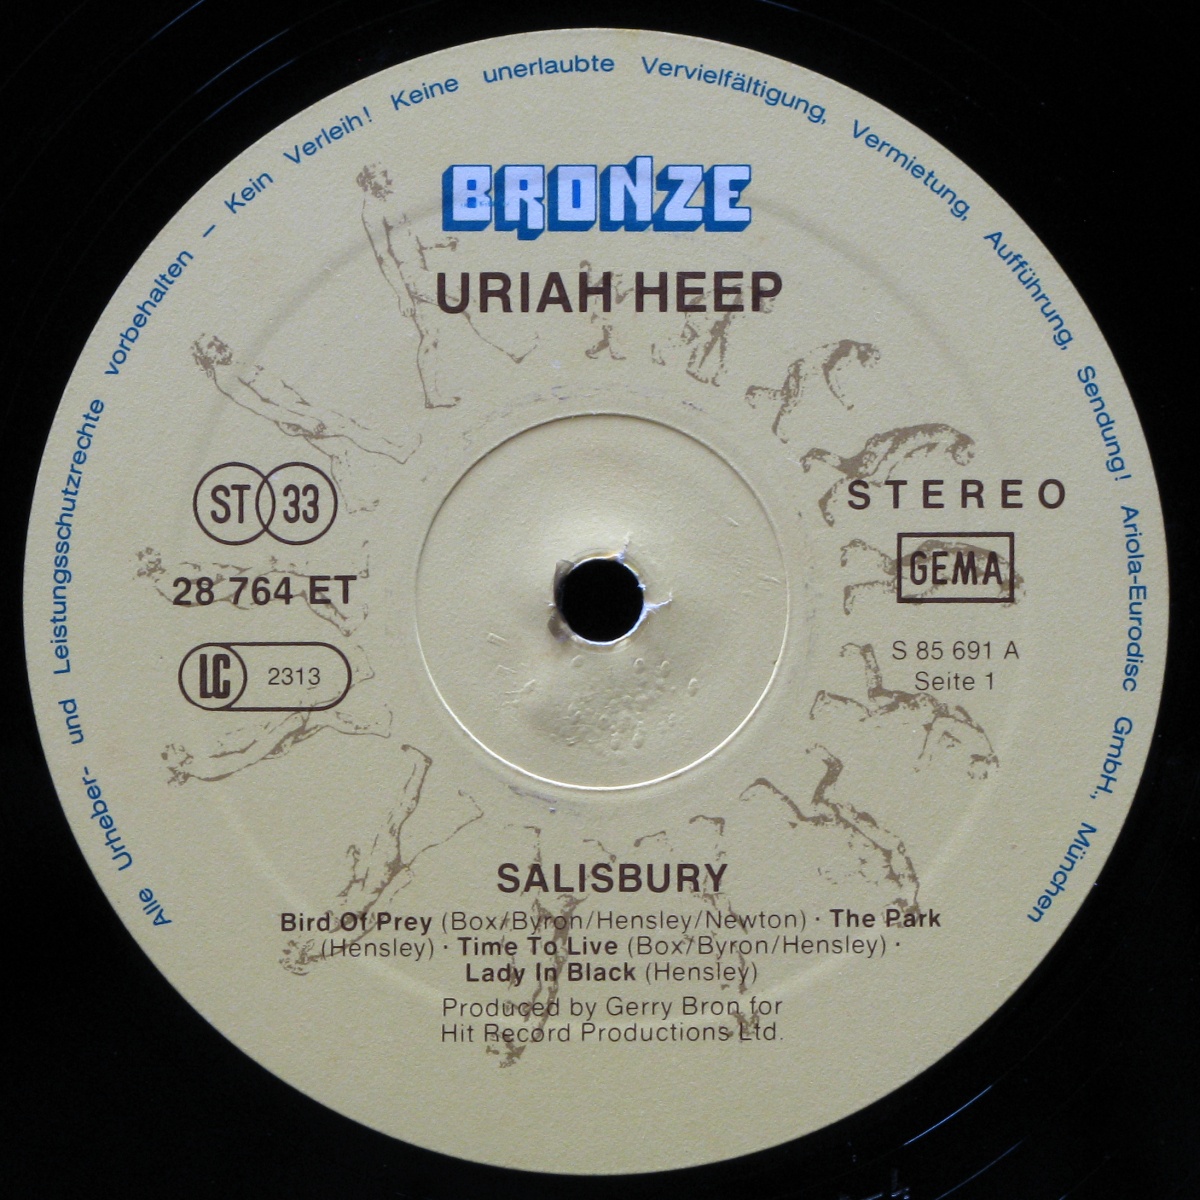 Alle Urheber- und Leistungsschutzrechte vorbehalten – Kein Verleih! Keine unerlaubte Vervielfältigung, Vermietung, Aufführung, Sendung! Ariola-Eurodisc GmbH., München
BRONZE
URIAH HEEP
ST 33
28 764 ET
LC 2313
STEREO
GEMA
S 85 691 A
Seite 1
SALISBURY
Bird Of Prey (Box/Byron/Hensley/Newton) · The Park
(Hensley) · Time To Live (Box/Byron/Hensley) ·
Lady In Black (Hensley)
Produced by Gerry Bron for
Hit Record Productions Ltd.